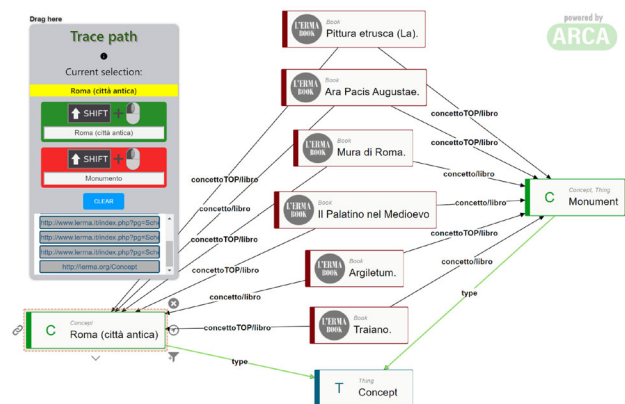 Drag here
Trace path
Current selection:
Roma (città antica)
SHIFT +
Roma (città antica)
SHIFT +
Monumento
CLEAR
http://www.lerma.it/index.php?pg=Sch
http://www.lerma.it/index.php?pg=Sch
http://www.lerma.it/index.php?pg=Sch
http://lerma.org/Concept
powered by
ARCA
L'ERMA
BOOK
Book
Pittura etrusca (La).
L'ERMA
BOOK
Book
Ara Pacis Augustae.
L'ERMA
BOOK
Book
Mura di Roma.
L'ERMA
BOOK
Book
Il Palatino nel Medioevo
L'ERMA
BOOK
Book
Argiletum.
L'ERMA
BOOK
Book
Traiano.
concettoTOP/libro
concettoTOP/libro
concetto/libro
concetto/libro
concettoTOP/libro
concetto/libro
concettoTOP/libro
concetto/libro
concettoTOP/libro
concettoTOP/libro
concetto/libro
concettoTOP/libro
C
Concept, Thing
Monument
type
C
Concept
Roma (città antica)
type
T
Thing
Concept